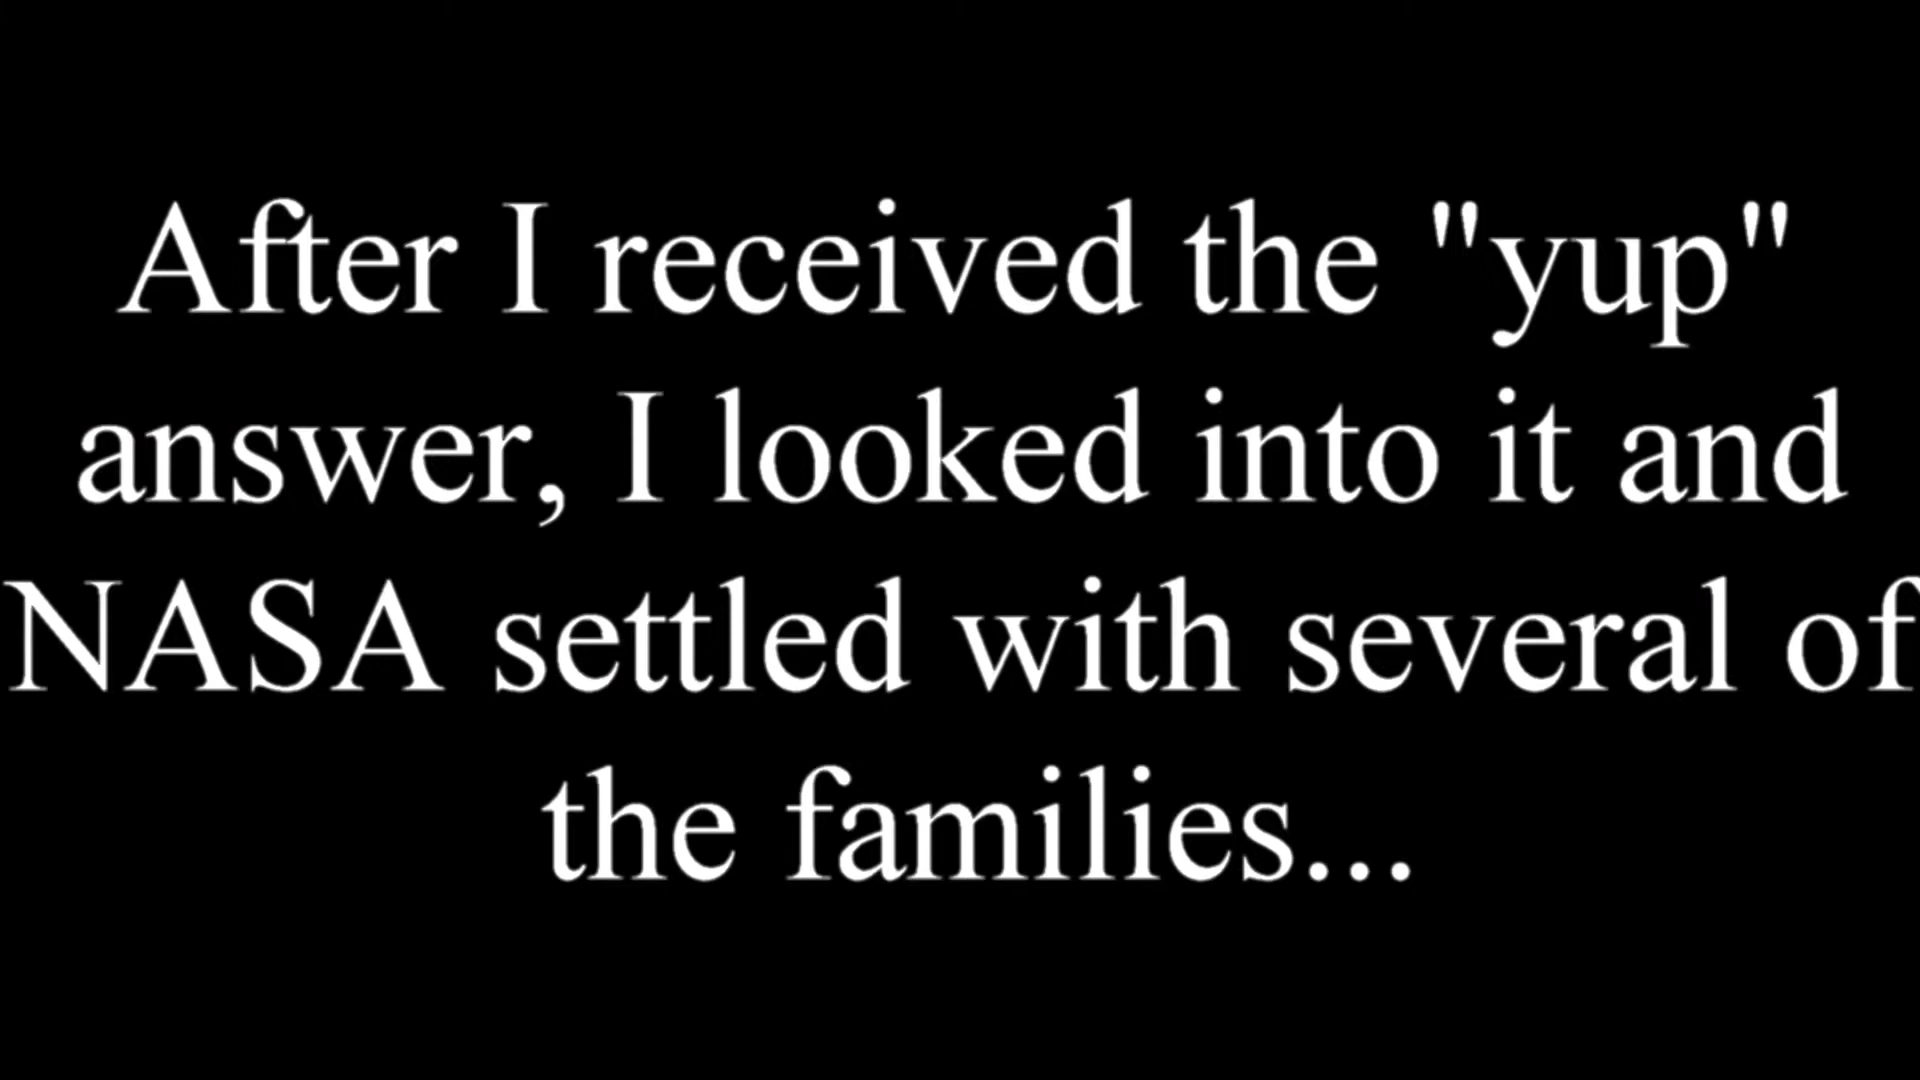 After I received the "yup"
answer, I looked into it and
NASA settled with several of
the families...